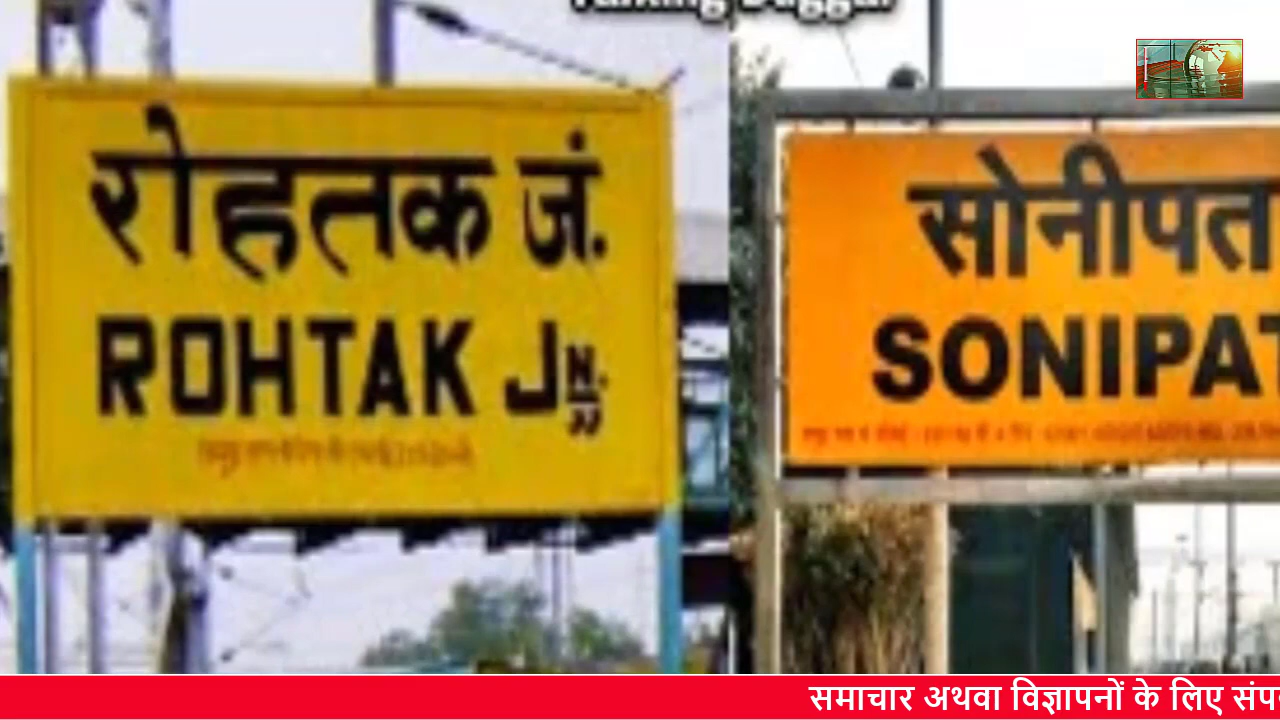 रोहतक जं.
ROHTAK JN.
सोनीपत
SONIPAT
समाचार अथवा विज्ञापनों के लिए